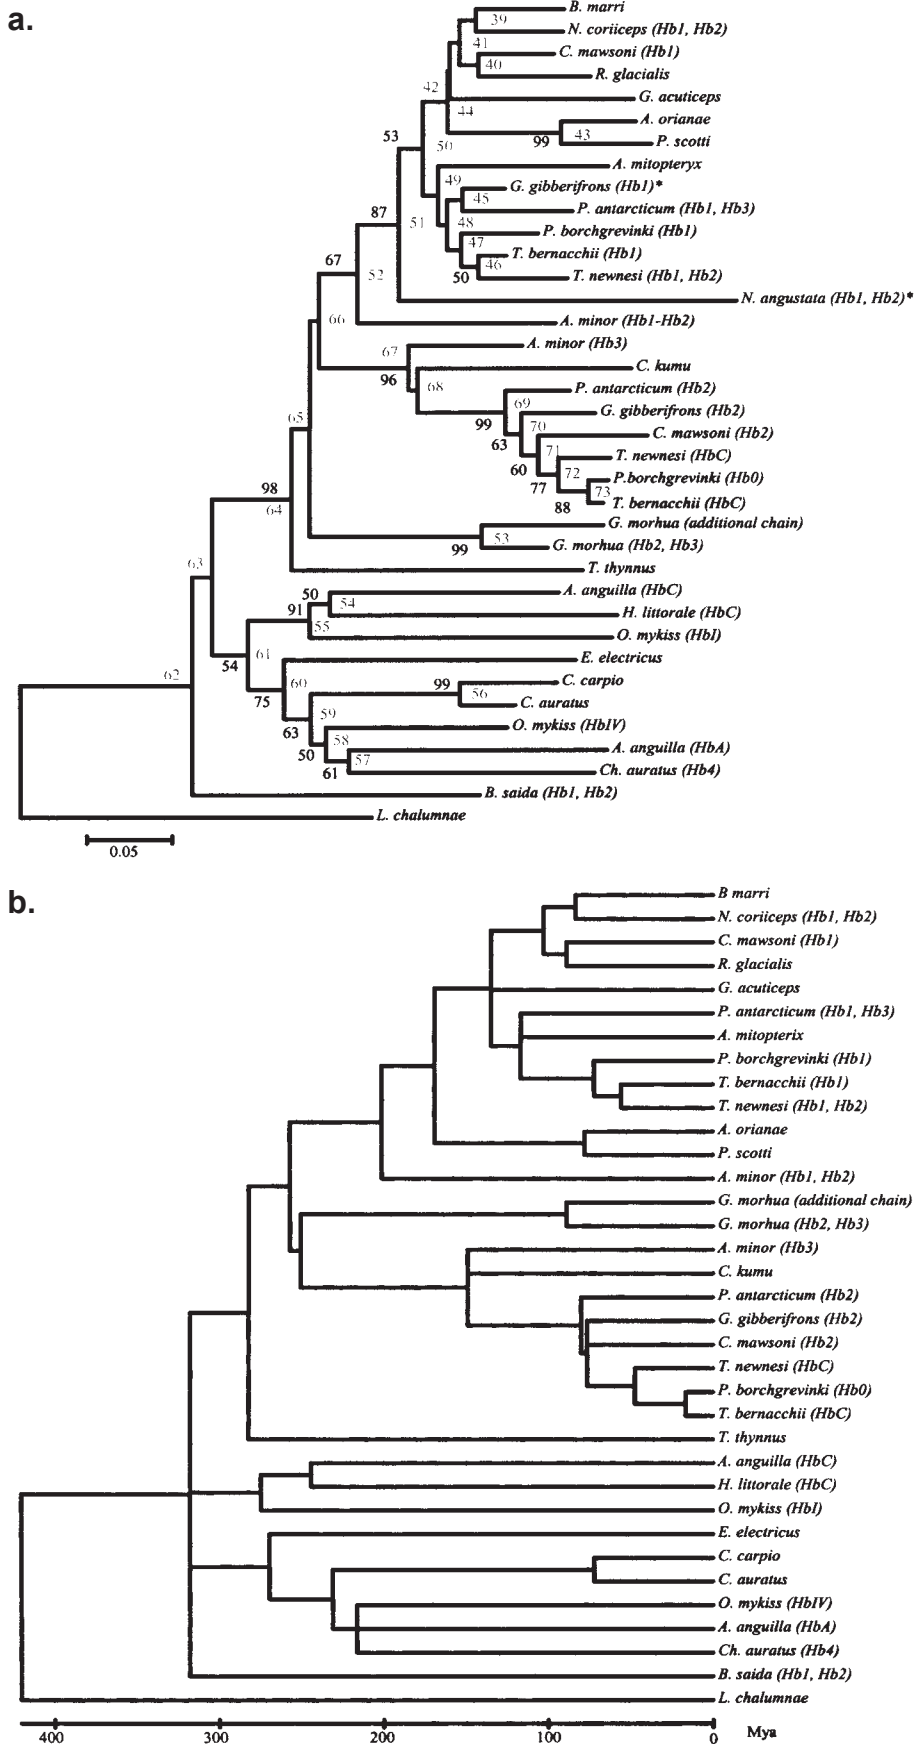 a.
B. marri
39
N. coriiceps (Hb1, Hb2)
41
C. mawsoni (Hb1)
40
R. glacialis
42
G. acuticeps
44
A. orianae
53
99
43
P. scotti
50
A. mitopteryx
49
G. gibberifrons (Hb1)*
45
87
P. antarcticum (Hb1, Hb3)
51
48
P. borchgrevinki (Hb1)
47
T. bernacchii (Hb1)
67
46
52
50
T. newnesi (Hb1, Hb2)
N. angustata (Hb1, Hb2)*
66
A. minor (Hb1-Hb2)
A. minor (Hb3)
67
96
C. kumu
68
P. antarcticum (Hb2)
69
65
99
G. gibberifrons (Hb2)
70
63
C. mawsoni (Hb2)
71
T. newnesi (HbC)
60
72
77
P.borchgrevinki (Hb0)
98
73
88
T. bernacchii (HbC)
64
G. morhua (additional chain)
53
99
G. morhua (Hb2, Hb3)
63
T. thynnus
50
A. anguilla (HbC)
91
54
H. littorale (HbC)
55
O. mykiss (HbI)
54
61
E. electricus
62
60
99
C. carpio
75
56
C. auratus
59
63
O. mykiss (HbIV)
58
50
A. anguilla (HbA)
57
61
Ch. auratus (Hb4)
B. saida (Hb1, Hb2)
L. chalumnae
0.05
b.
B marri
N. coriiceps (Hb1, Hb2)
C. mawsoni (Hb1)
R. glacialis
G. acuticeps
P. antarcticum (Hb1, Hb3)
A. mitopterix
P. borchgrevinki (Hb1)
T. bernacchii (Hb1)
T. newnesi (Hb1, Hb2)
A. orianae
P. scotti
A. minor (Hb1, Hb2)
G. morhua (additional chain)
G. morhua (Hb2, Hb3)
A. minor (Hb3)
C. kumu
P. antarcticum (Hb2)
G. gibberifrons (Hb2)
C. mawsoni (Hb2)
T. newnesi (HbC)
P. borchgrevinki (Hb0)
T. bernacchii (HbC)
T. thynnus
A. anguilla (HbC)
H. littorale (HbC)
O. mykiss (HbI)
E. electricus
C. carpio
C. auratus
O. mykiss (HbIV)
A. anguilla (HbA)
Ch. auratus (Hb4)
B. saida (Hb1, Hb2)
L. chalumnae
400 300 200 100 0 Mya